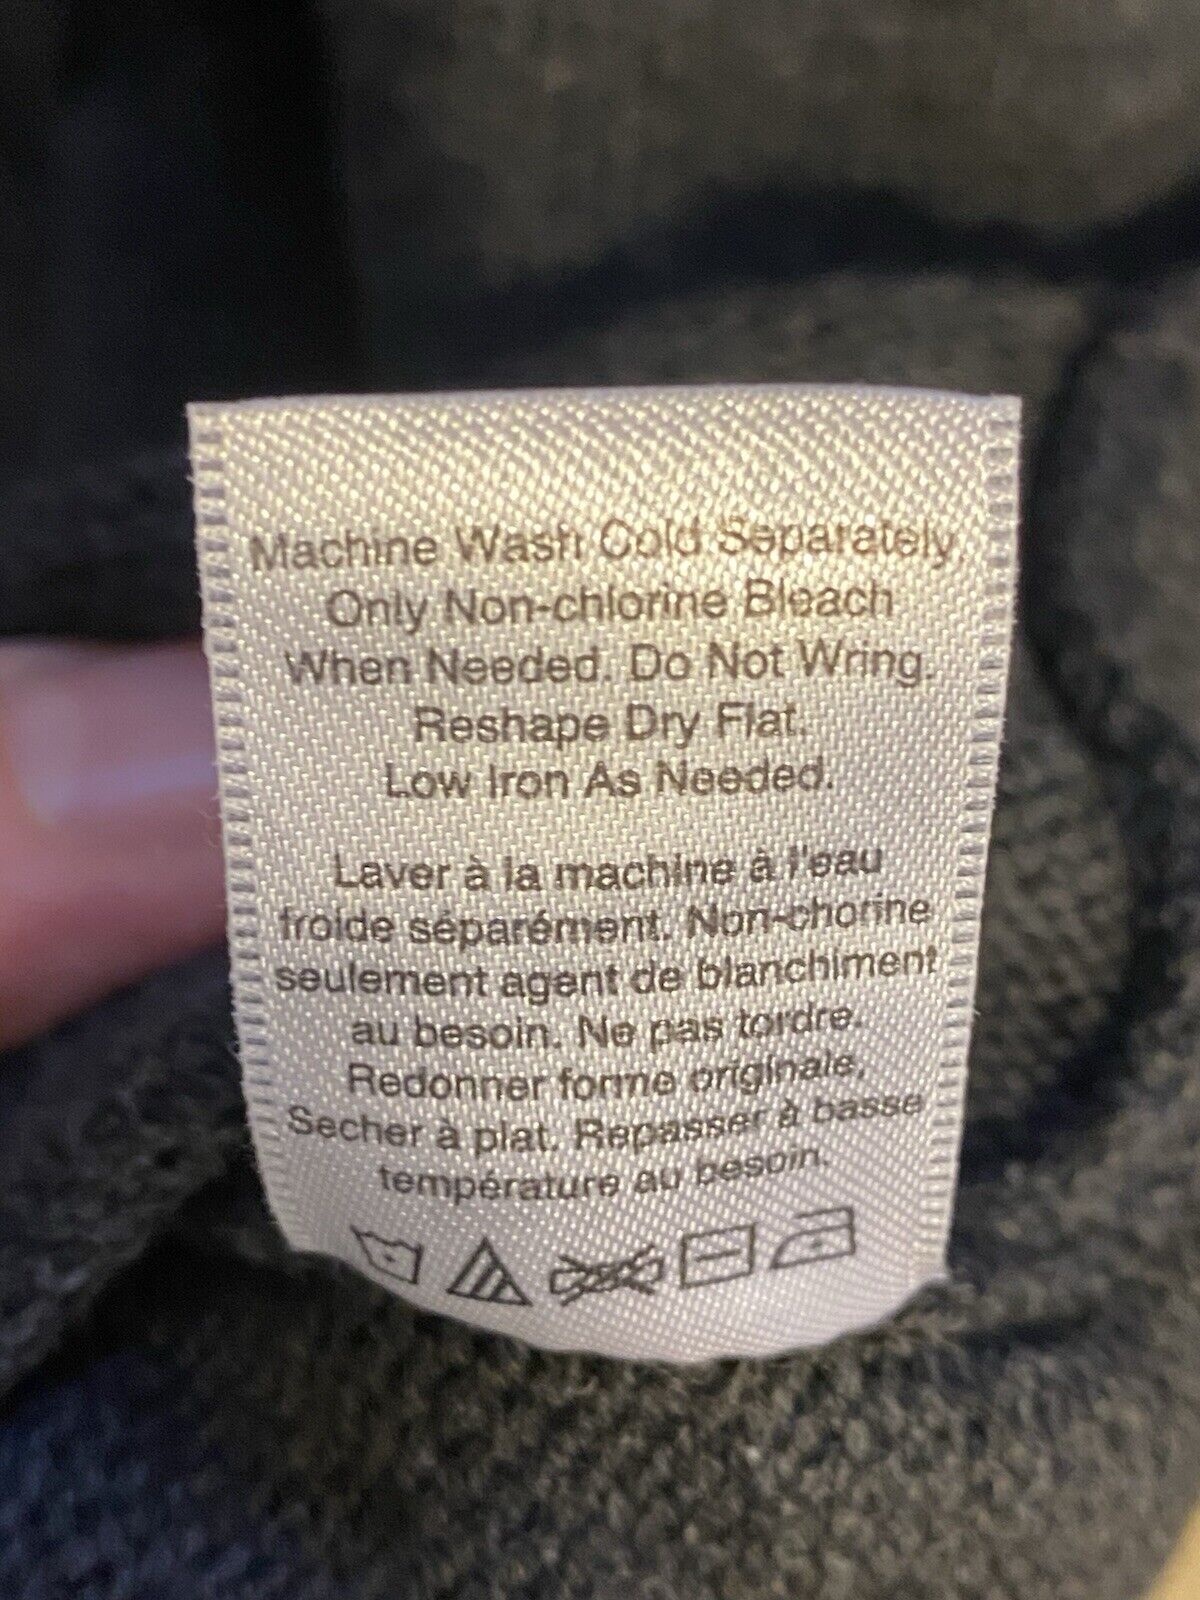 Machine Wash Cold Separately.
Only Non-chlorine Bleach
When Needed. Do Not Wring.
Reshape Dry Flat.
Low Iron As Needed.
Laver à la machine à l'eau
froide séparément. Non-chorine
seulement agent de blanchiment
au besoin. Ne pas tordre.
Redonner forme originale.
Secher à plat. Repasser à basse
température au besoin.